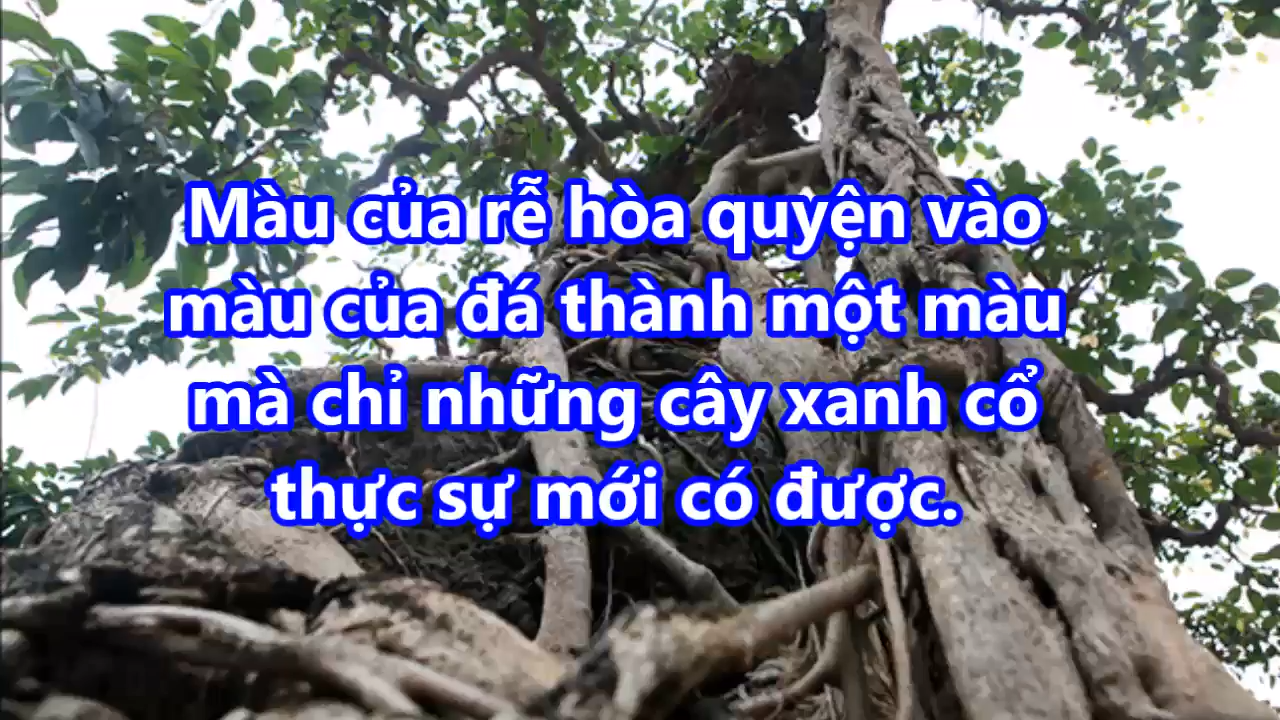 Màu của rễ hòa quyện vào
màu của đá thành một màu
mà chỉ những cây xanh cổ
thực sự mới có được.